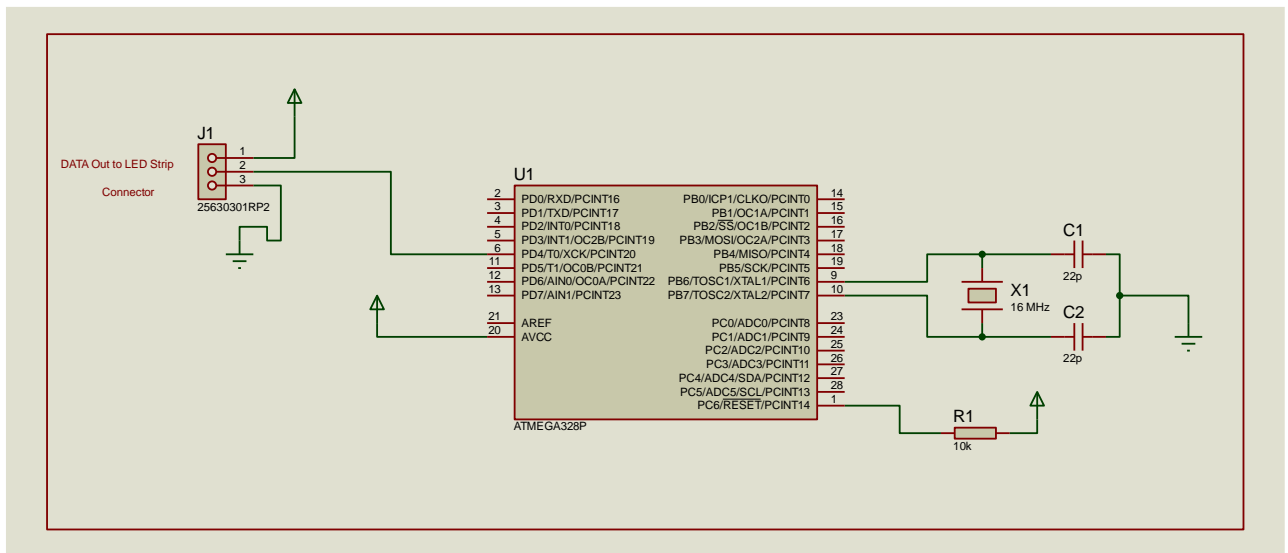 J1
DATA Out to LED Strip
Connector
1
2
3
25630301RP2
U1
2 PD0/RXD/PCINT16
3 PD1/TXD/PCINT17
4 PD2/INT0/PCINT18
5 PD3/INT1/OC2B/PCINT19
6 PD4/T0/XCK/PCINT20
11 PD5/T1/OC0B/PCINT21
12 PD6/AIN0/OC0A/PCINT22
13 PD7/AIN1/PCINT23
21 AREF
20 AVCC
PB0/ICP1/CLKO/PCINT0 14
PB1/OC1A/PCINT1 15
PB2/SS/OC1B/PCINT2 16
PB3/MOSI/OC2A/PCINT3 17
PB4/MISO/PCINT4 18
PB5/SCK/PCINT5 19
PB6/TOSC1/XTAL1/PCINT6 9
PB7/TOSC2/XTAL2/PCINT7 10
PC0/ADC0/PCINT8 23
PC1/ADC1/PCINT9 24
PC2/ADC2/PCINT10 25
PC3/ADC3/PCINT11 26
PC4/ADC4/SDA/PCINT12 27
PC5/ADC5/SCL/PCINT13 28
PC6/RESET/PCINT14 1
ATMEGA328P
C1
22p
X1
16 MHz
C2
22p
R1
10k